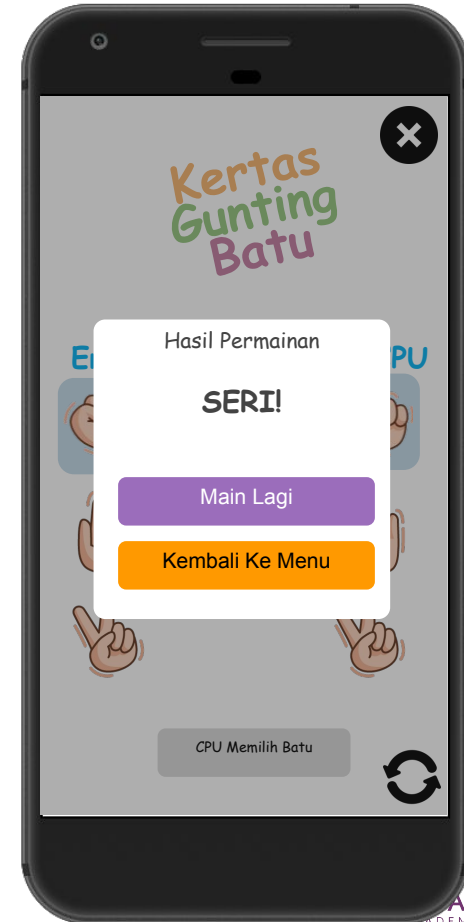 Kertas
Gunting
Batu
Hasil Permainan
SERI!
Main Lagi
Kembali Ke Menu
CPU Memilih Batu